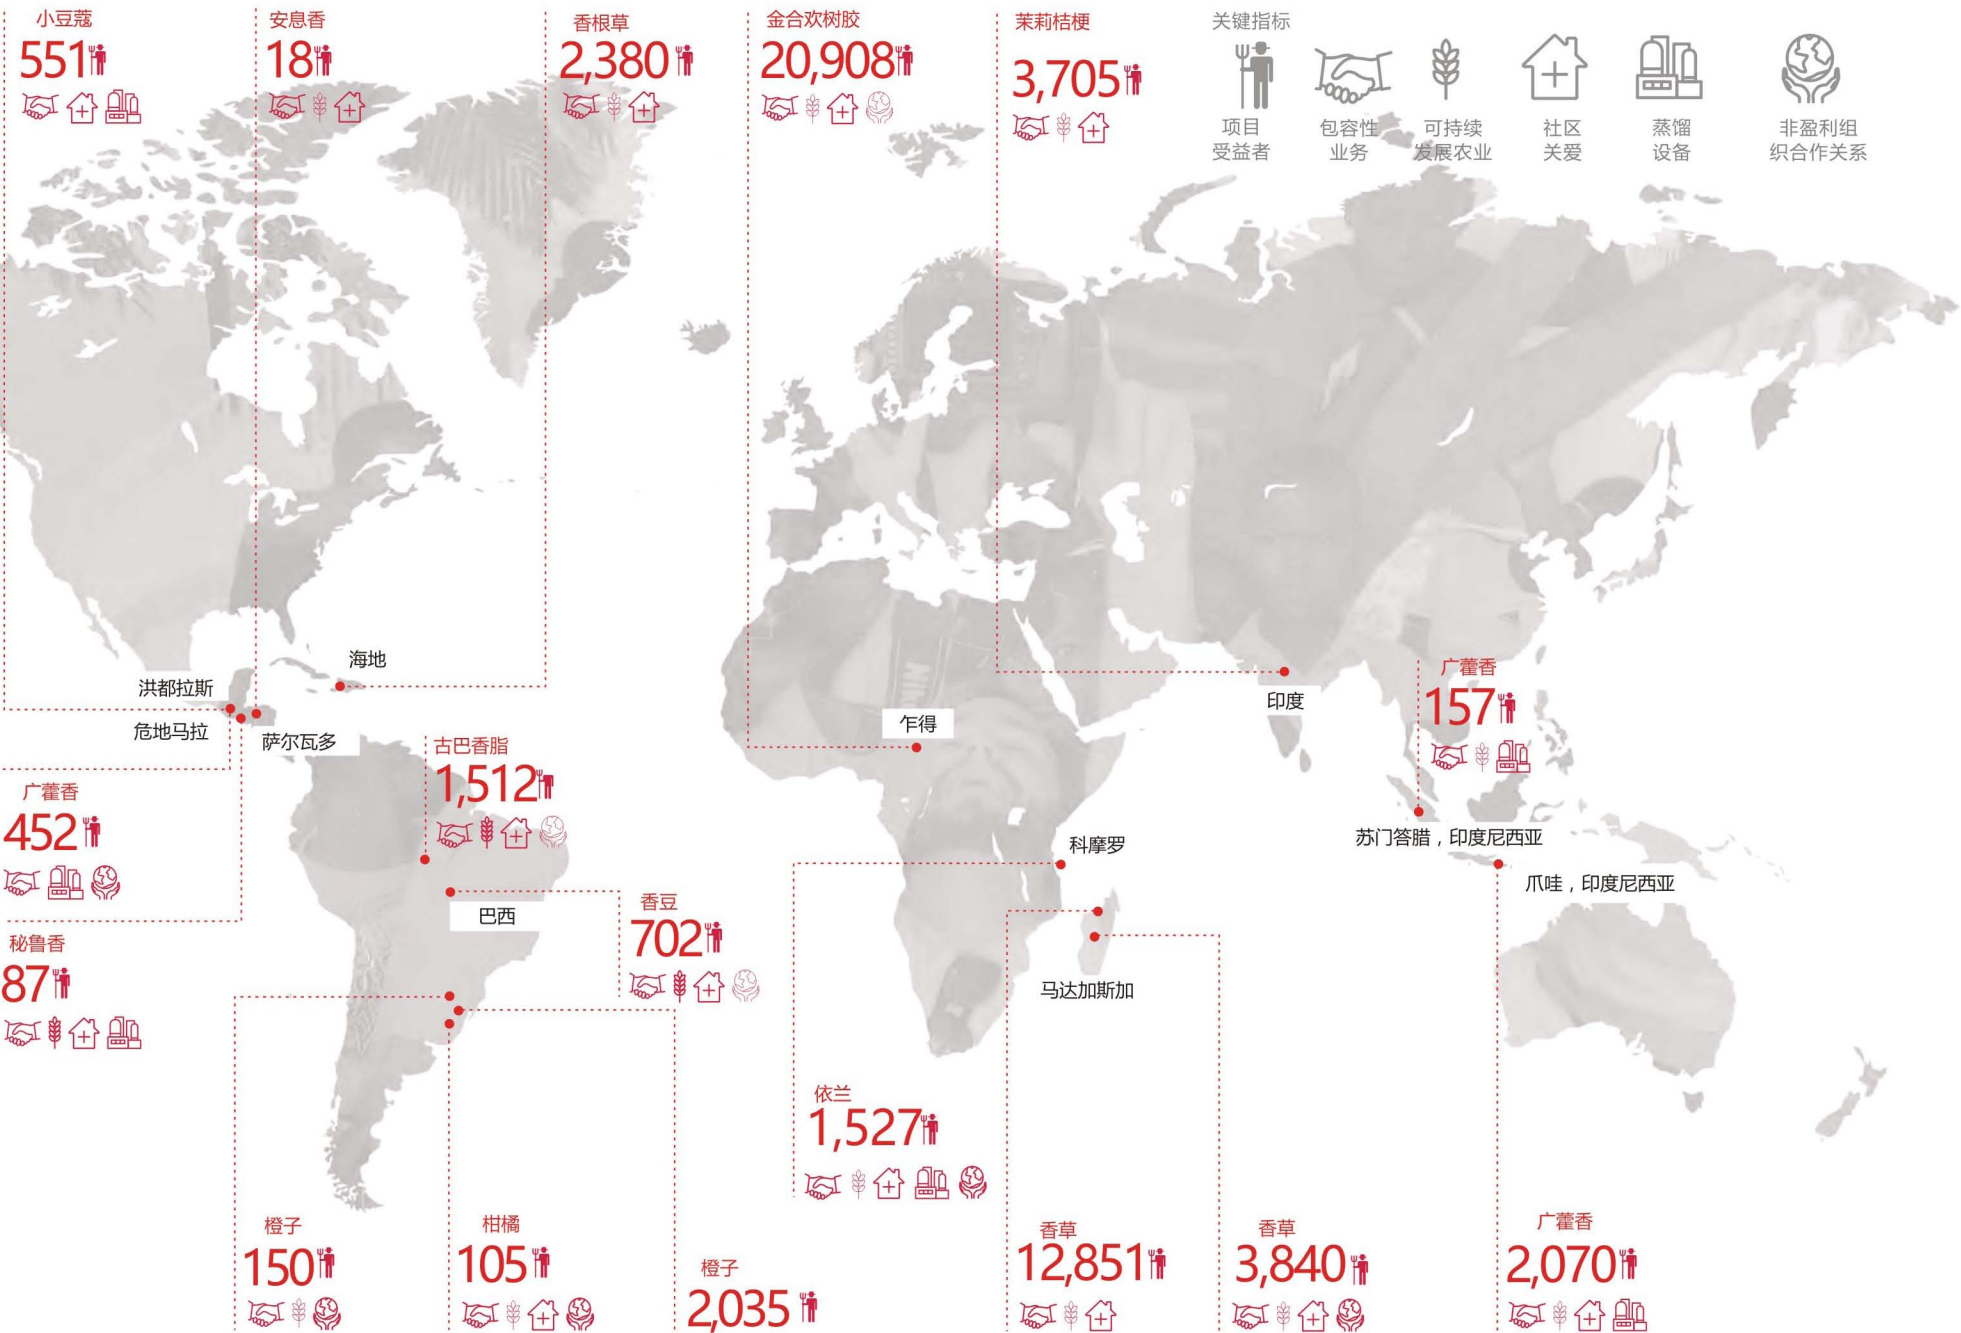 小豆蔻
551
安息香
18
香根草
2,380
金合欢树胶
20,908
茉莉桔梗
3,705
关键指标
项目
受益者
包容性
业务
可持续
发展农业
社区
关爱
蒸馏
设备
非盈利组
织合作关系
海地
洪都拉斯
危地马拉
萨尔瓦多
乍得
印度
广藿香
157
古巴香脂
1,512
广藿香
452
苏门答腊，印度尼西亚
科摩罗
爪哇，印度尼西亚
巴西
香豆
702
秘鲁香
87
马达加斯加
依兰
1,527
橙子
150
柑橘
105
橙子
2,035
香草
12,851
香草
3,840
广藿香
2,070